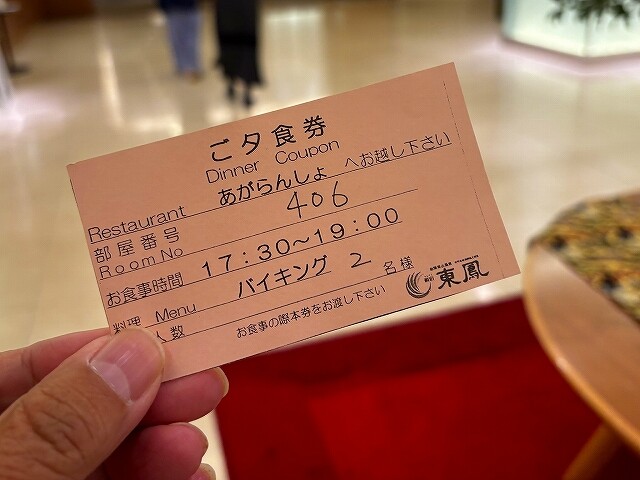 ご夕食券
Dinner Coupon
Restaurant あがらんしょ へお越し下さい
部屋番号 406
Room No
お食事時間 17:30～19:00
料理 Menu バイキング
人数 2 名様
お食事の際本券をお渡し下さい
東鳳